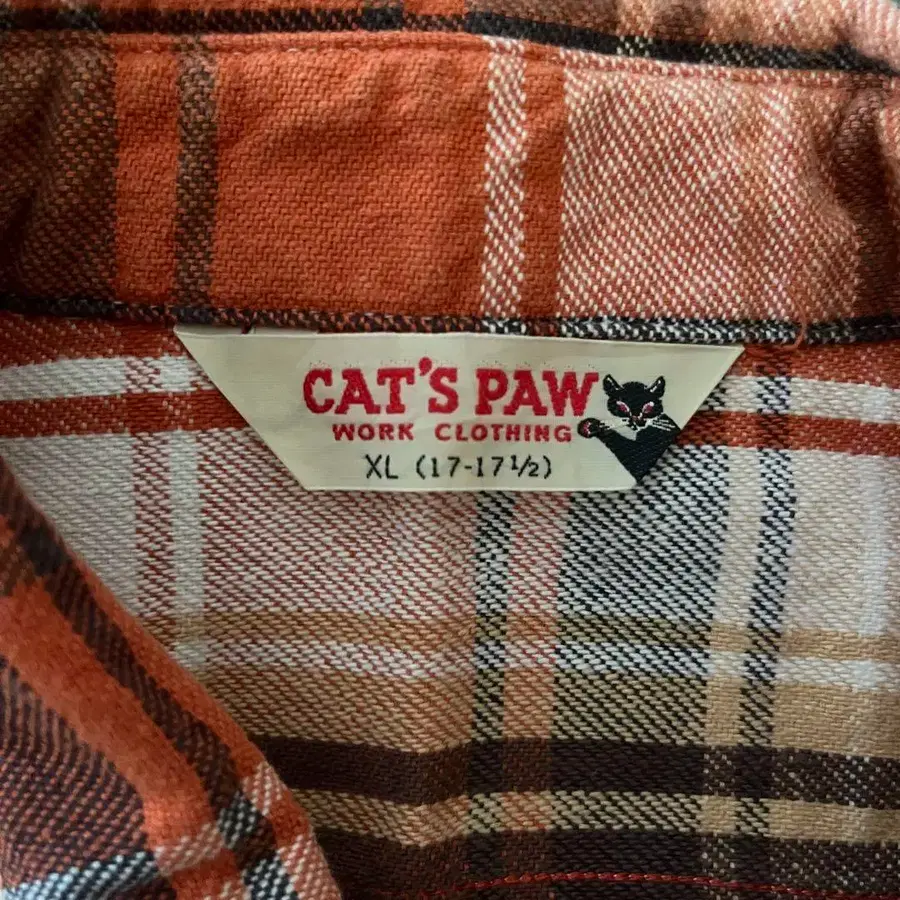 CAT'S PAW
WORK CLOTHING
XL (17-17½)